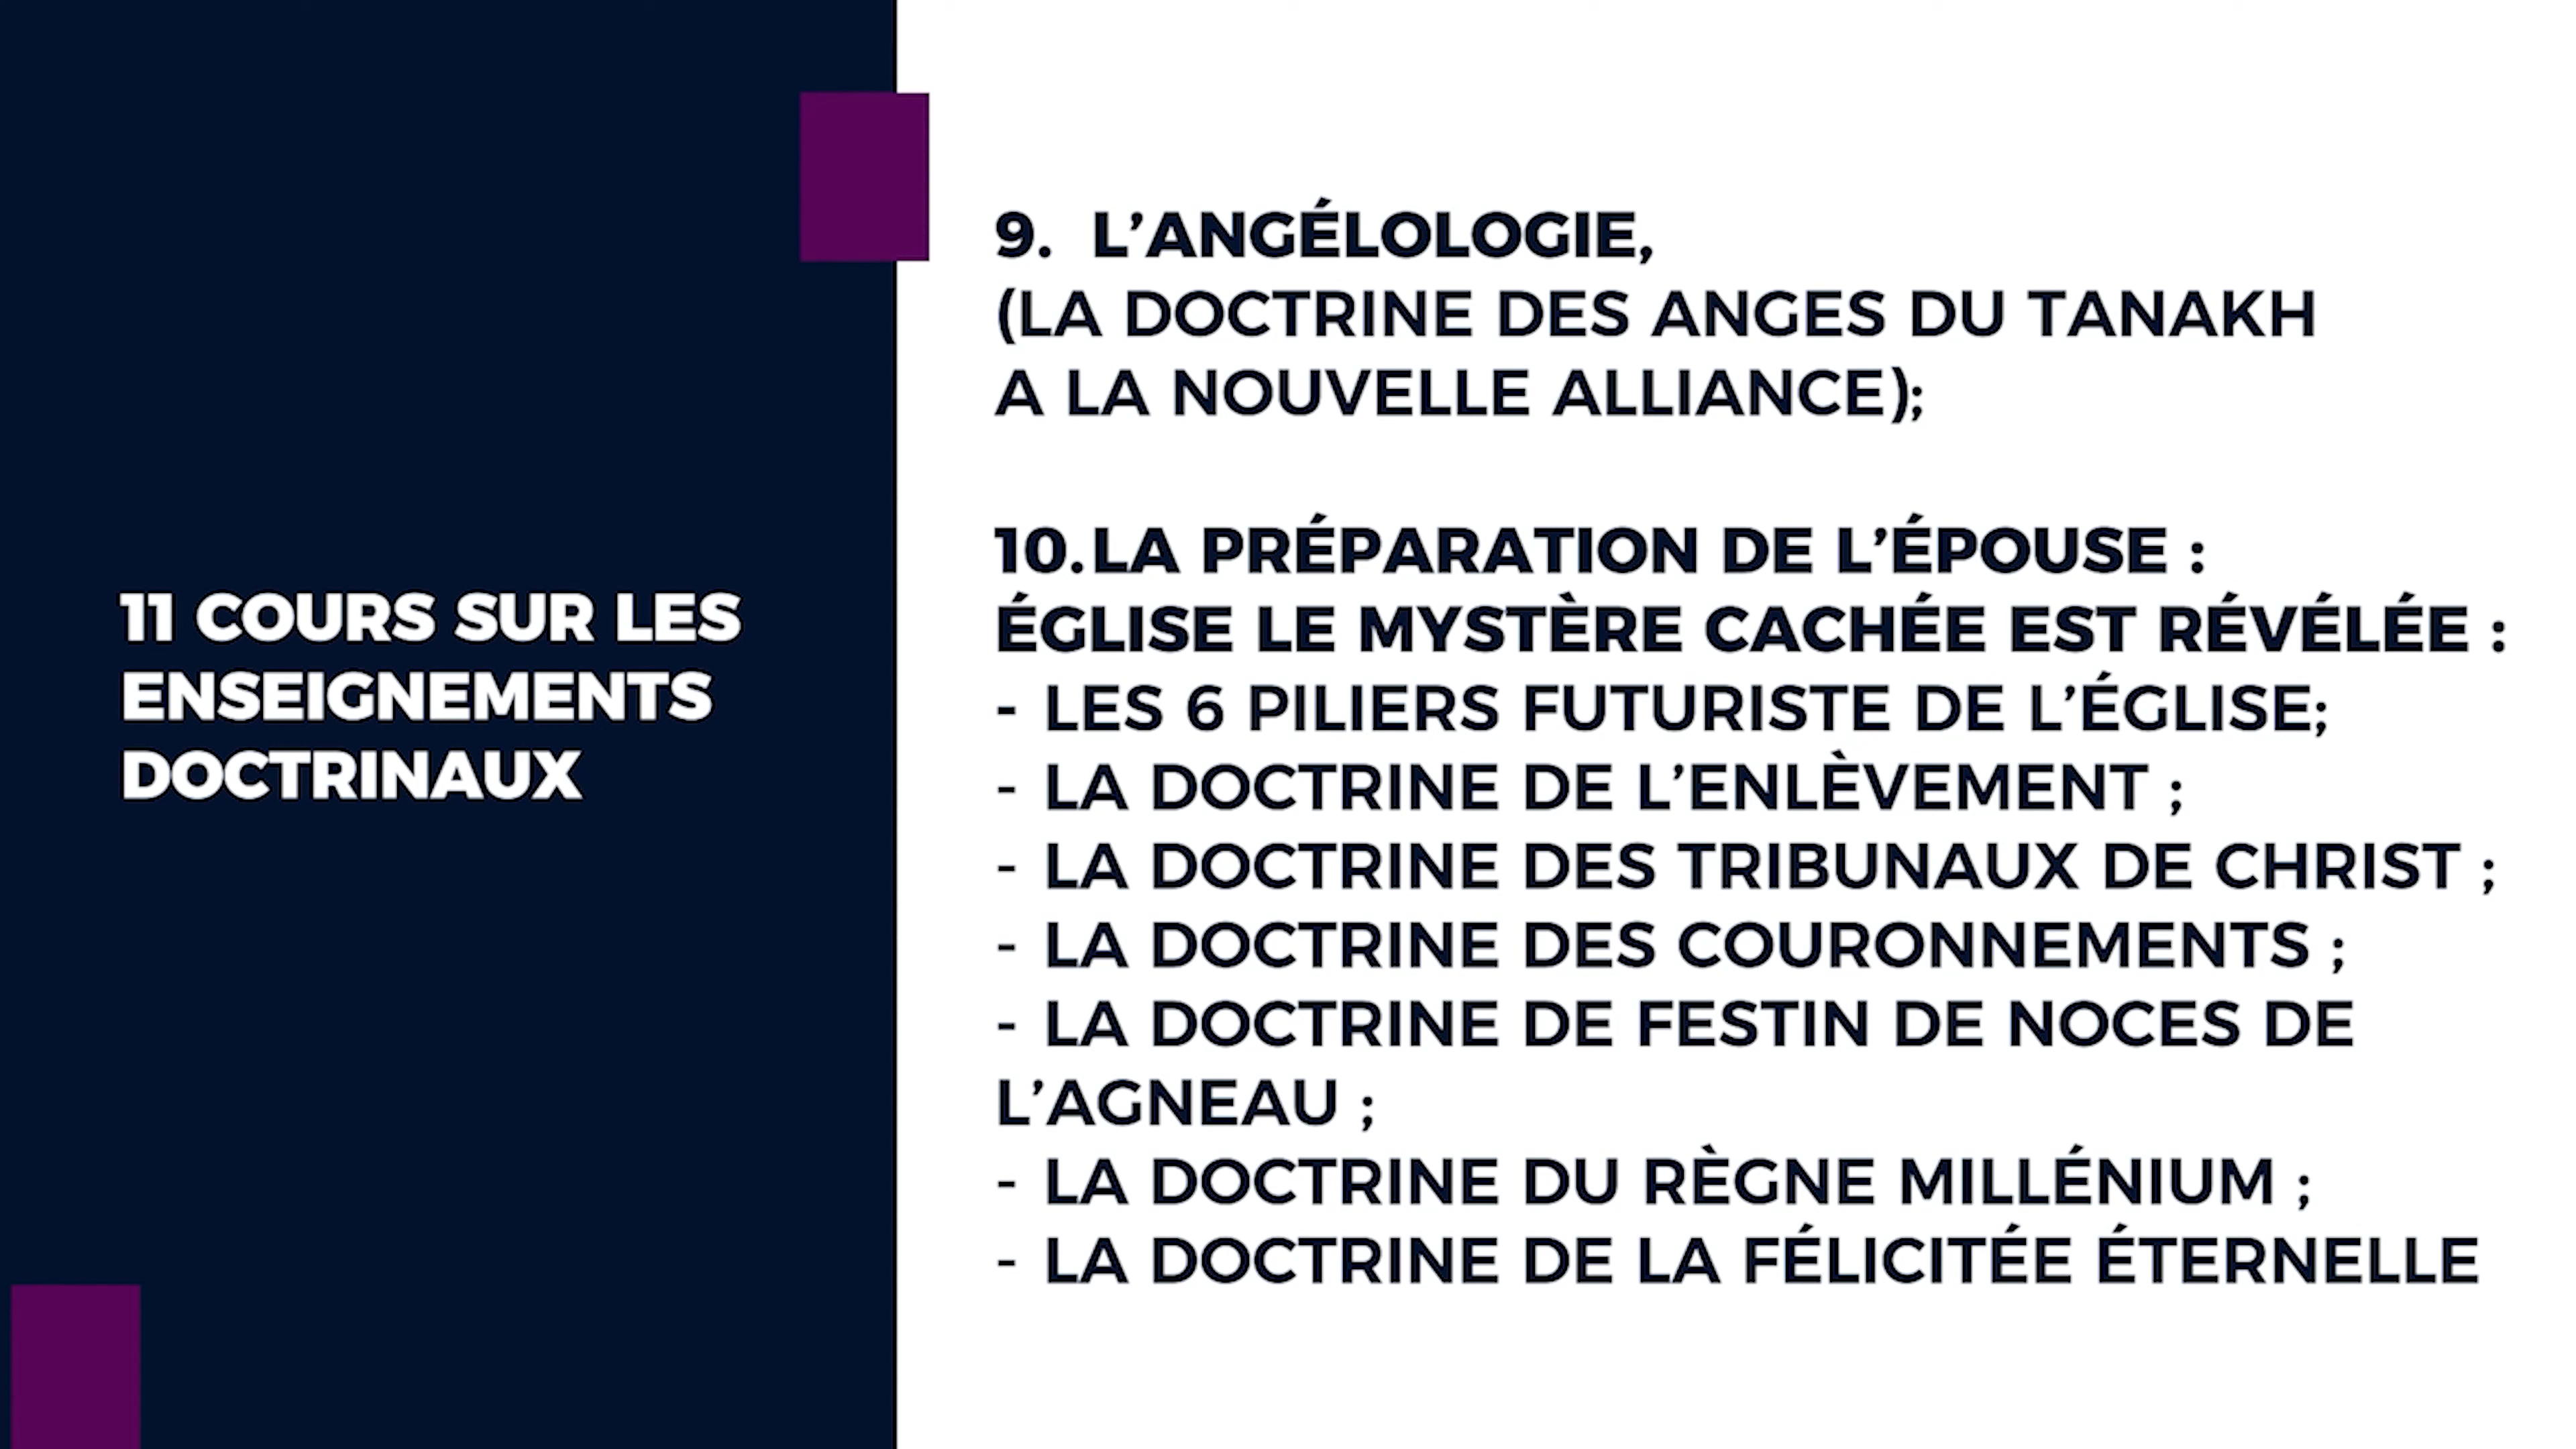 11 COURS SUR LES
ENSEIGNEMENTS
DOCTRINAUX
9. L’ANGÉLOLOGIE,
(LA DOCTRINE DES ANGES DU TANAKH
A LA NOUVELLE ALLIANCE);
10.LA PRÉPARATION DE L’ÉPOUSE :
ÉGLISE LE MYSTÈRE CACHÉE EST RÉVÉLÉE :
- LES 6 PILIERS FUTURISTE DE L’ÉGLISE;
- LA DOCTRINE DE L’ENLÈVEMENT ;
- LA DOCTRINE DES TRIBUNAUX DE CHRIST ;
- LA DOCTRINE DES COURONNEMENTS ;
- LA DOCTRINE DE FESTIN DE NOCES DE
L’AGNEAU ;
- LA DOCTRINE DU RÈGNE MILLÉNIUM ;
- LA DOCTRINE DE LA FÉLICITÉE ÉTERNELLE